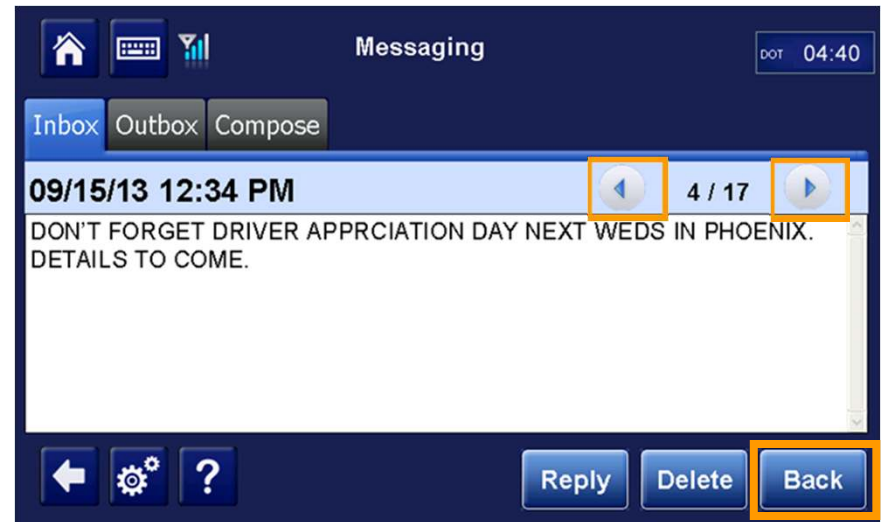 Messaging
DOT 04:40
Inbox Outbox Compose
09/15/13 12:34 PM 4 / 17
DON'T FORGET DRIVER APPRCIATION DAY NEXT WEDS IN PHOENIX.
DETAILS TO COME.
? Reply Delete Back